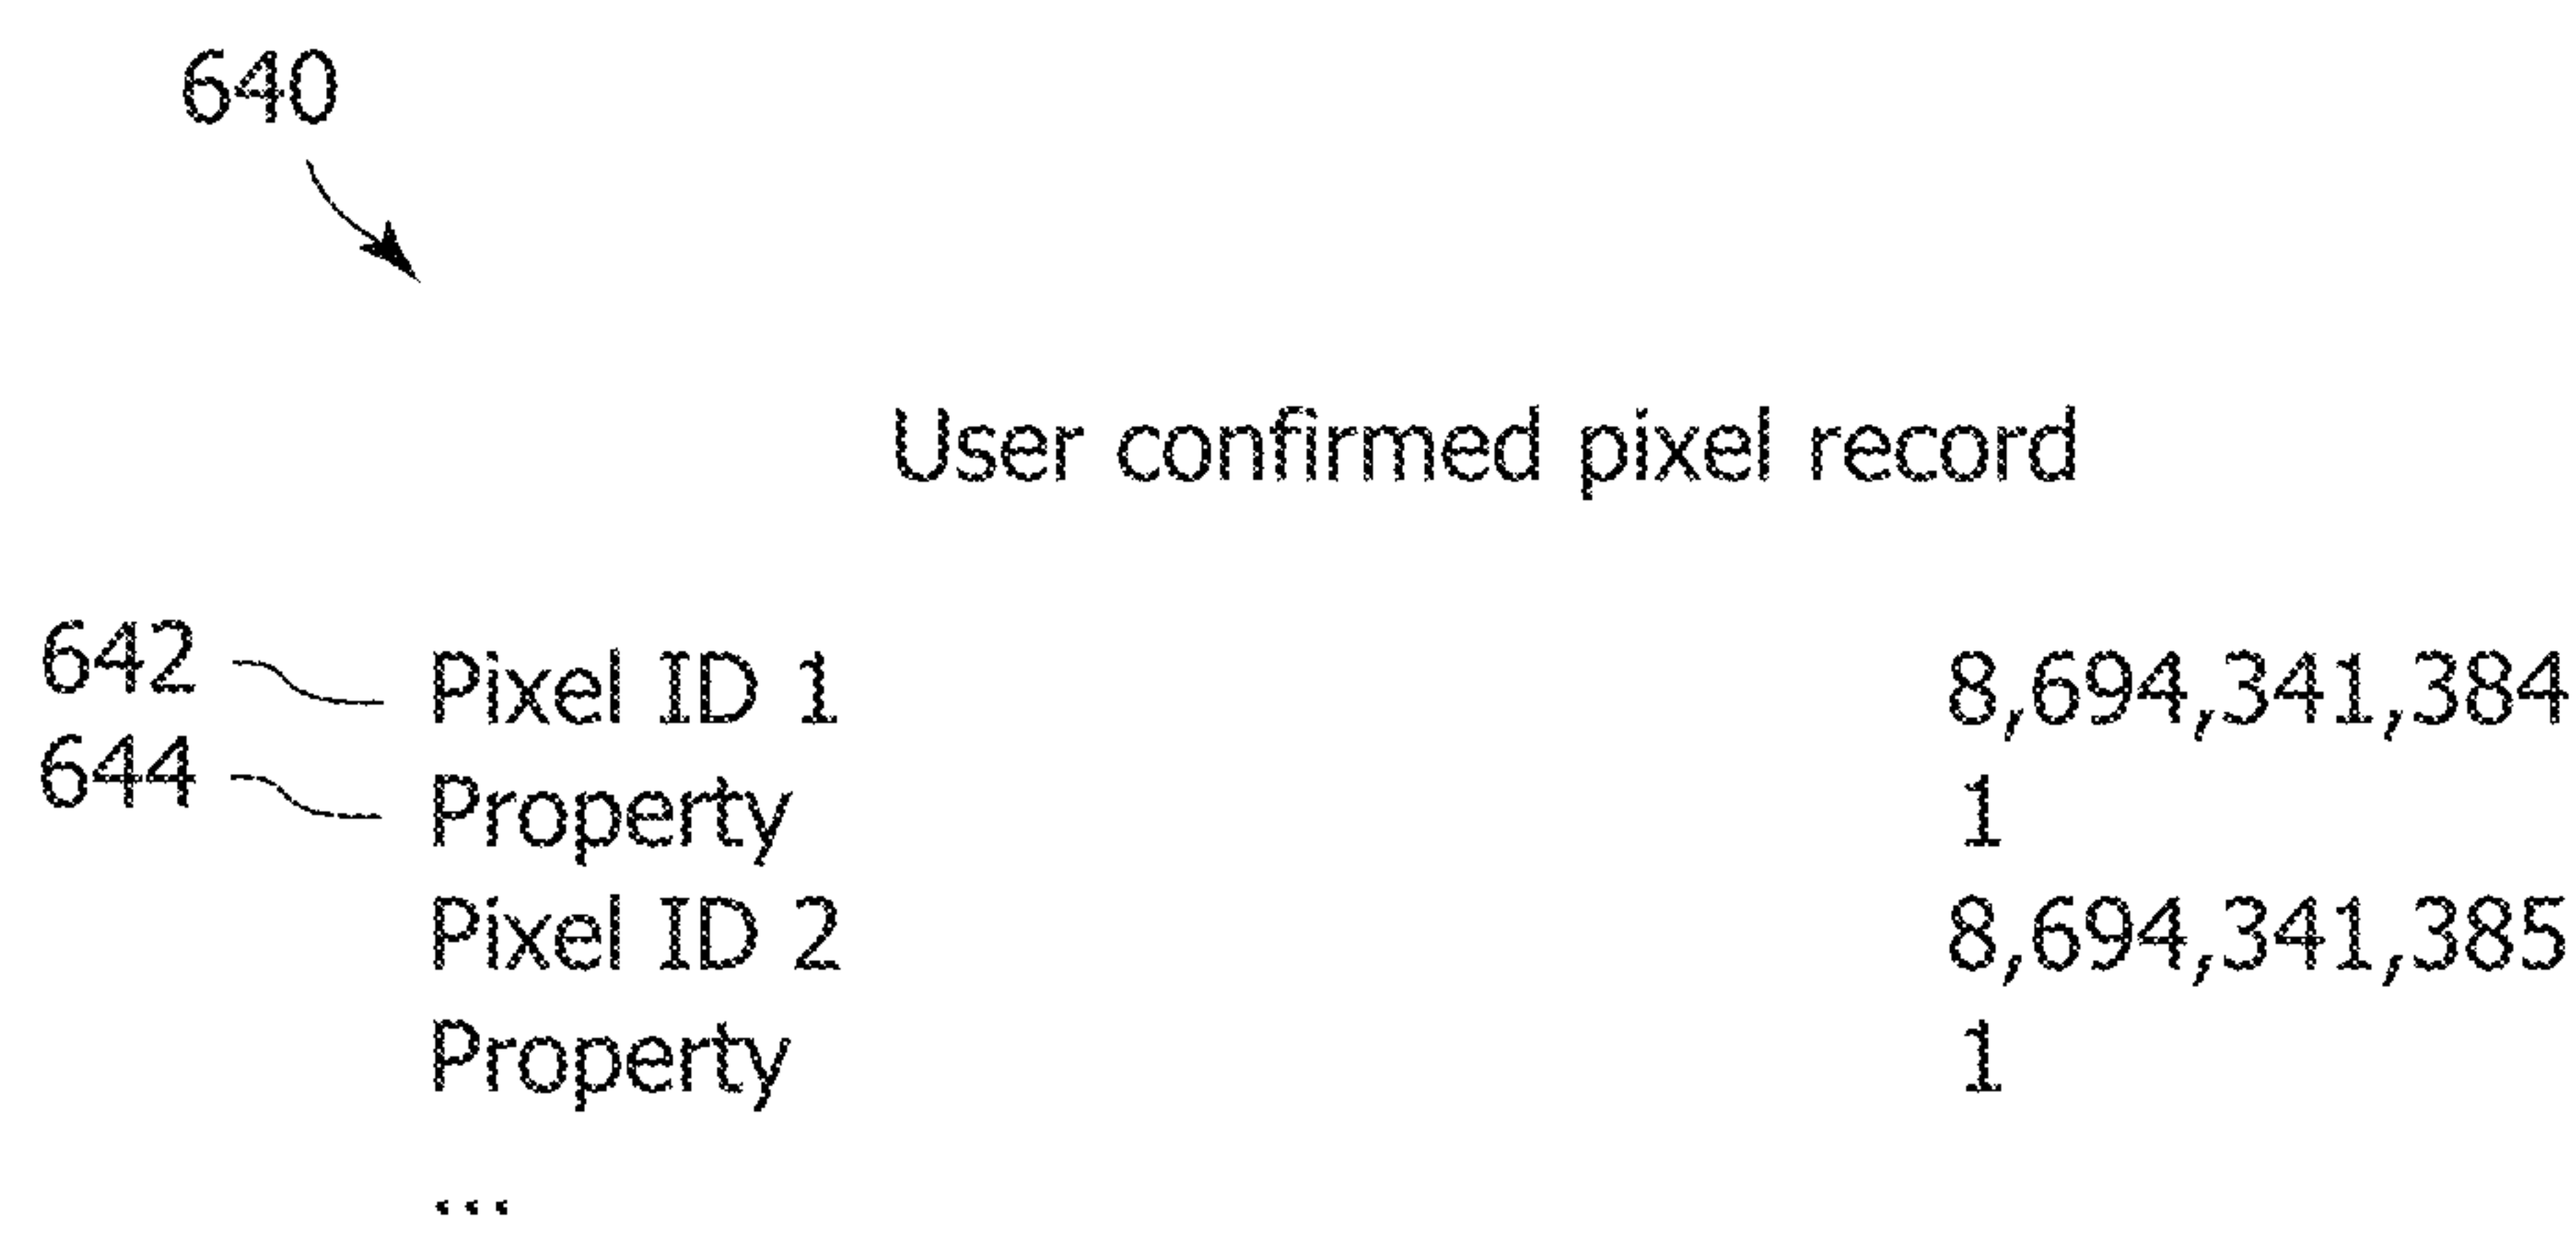 640
User confirmed pixel record
642 Pixel ID 1 8,694,341,384
644 Property 1
Pixel ID 2 8,694,341,385
Property 1
...